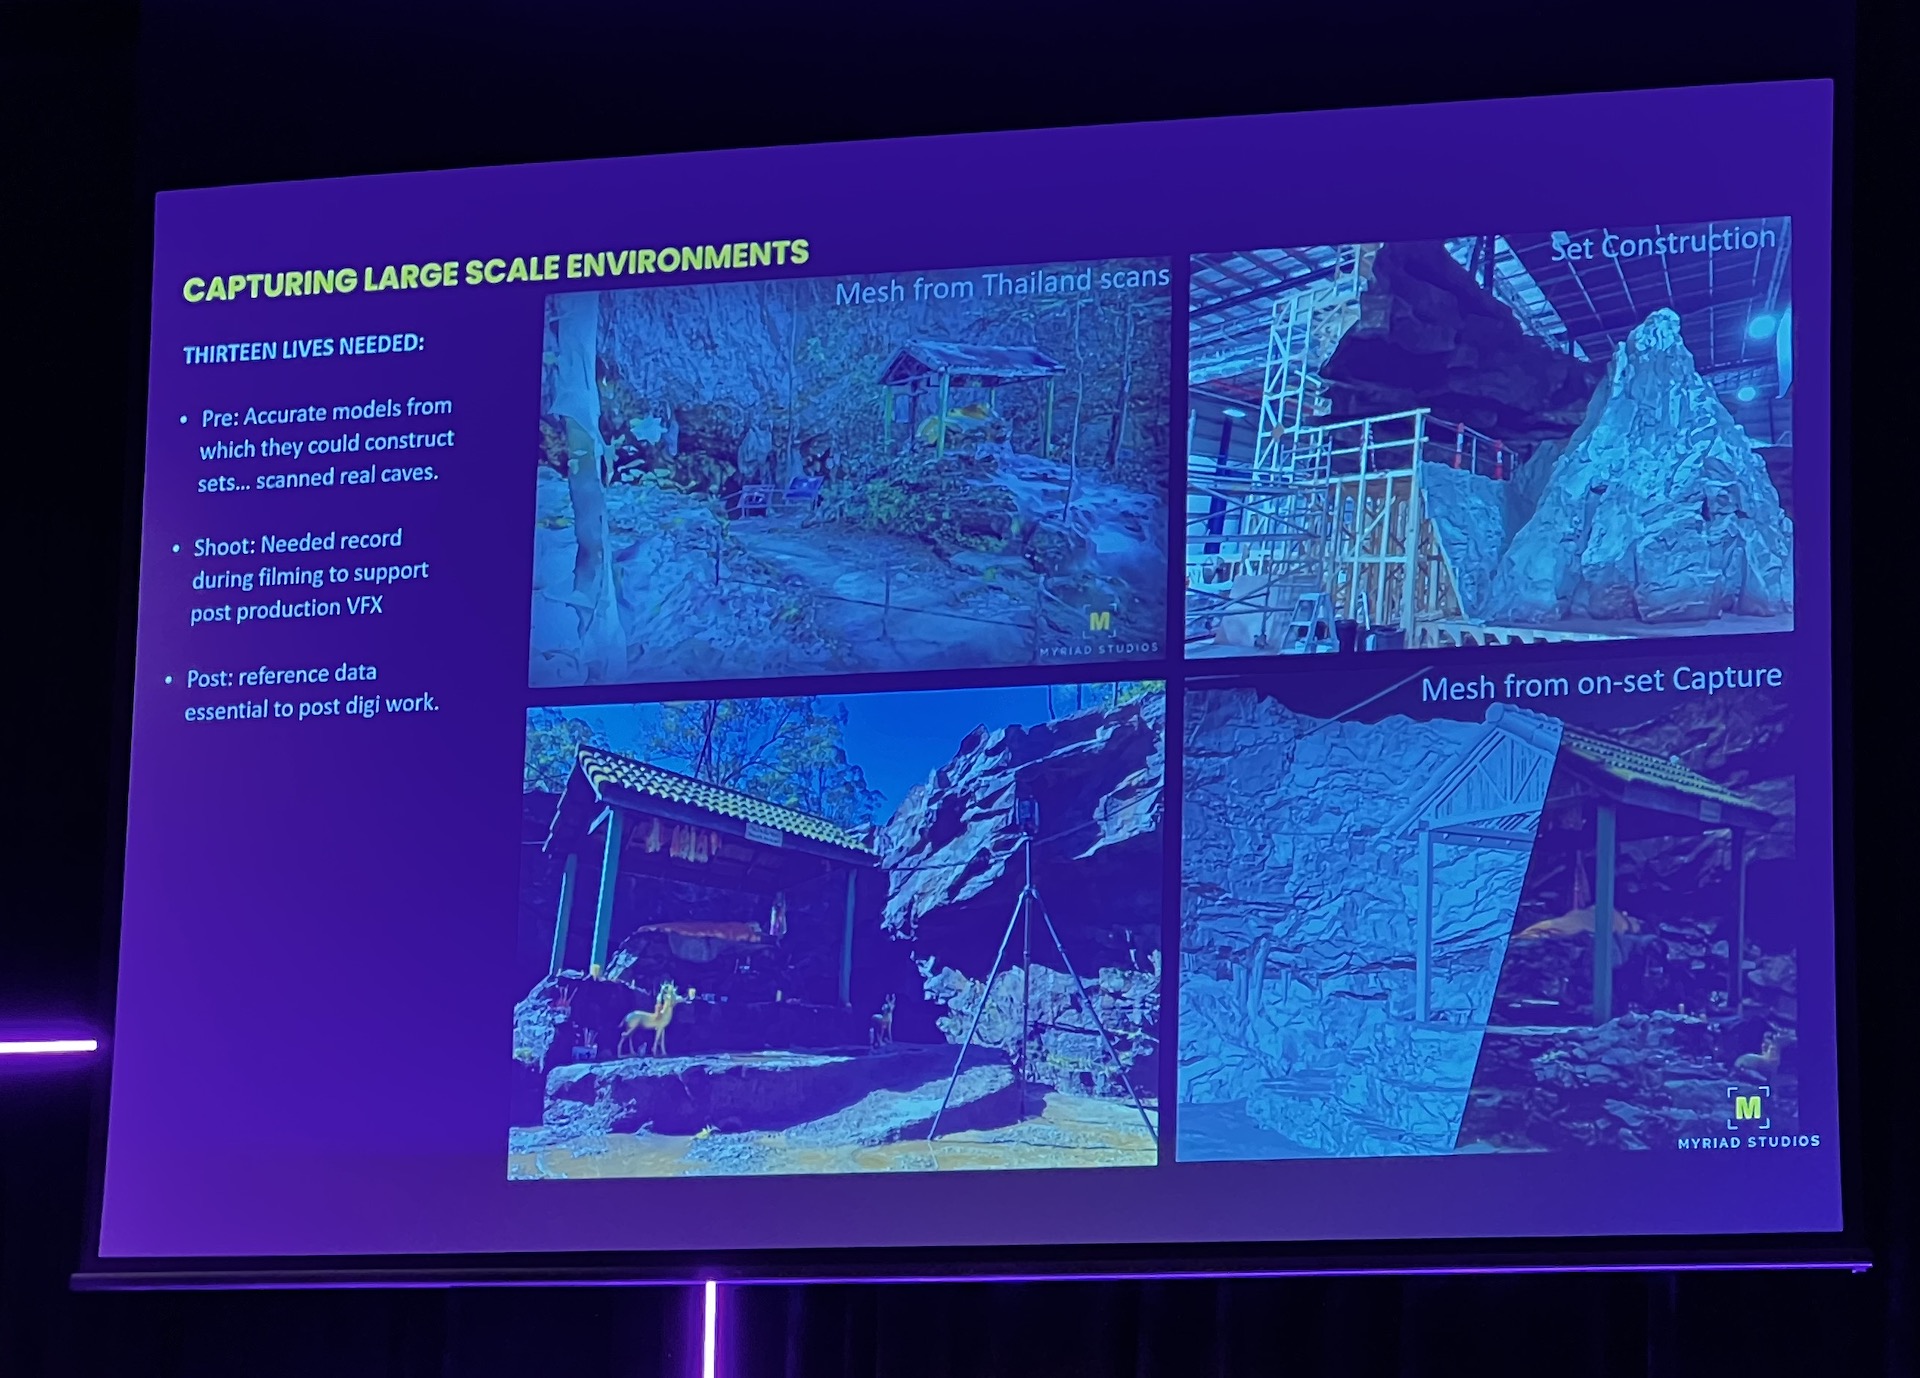 CAPTURING LARGE SCALE ENVIRONMENTS
THIRTEEN LIVES NEEDED:
• Pre: Accurate models from
which they could construct
sets... scanned real caves.
• Shoot: Needed record
during filming to support
post production VFX
• Post: reference data
essential to post digi work.
Mesh from Thailand scans
M
MYRIAD STUDIOS
Set Construction
Mesh from on-set Capture
M
MYRIAD STUDIOS